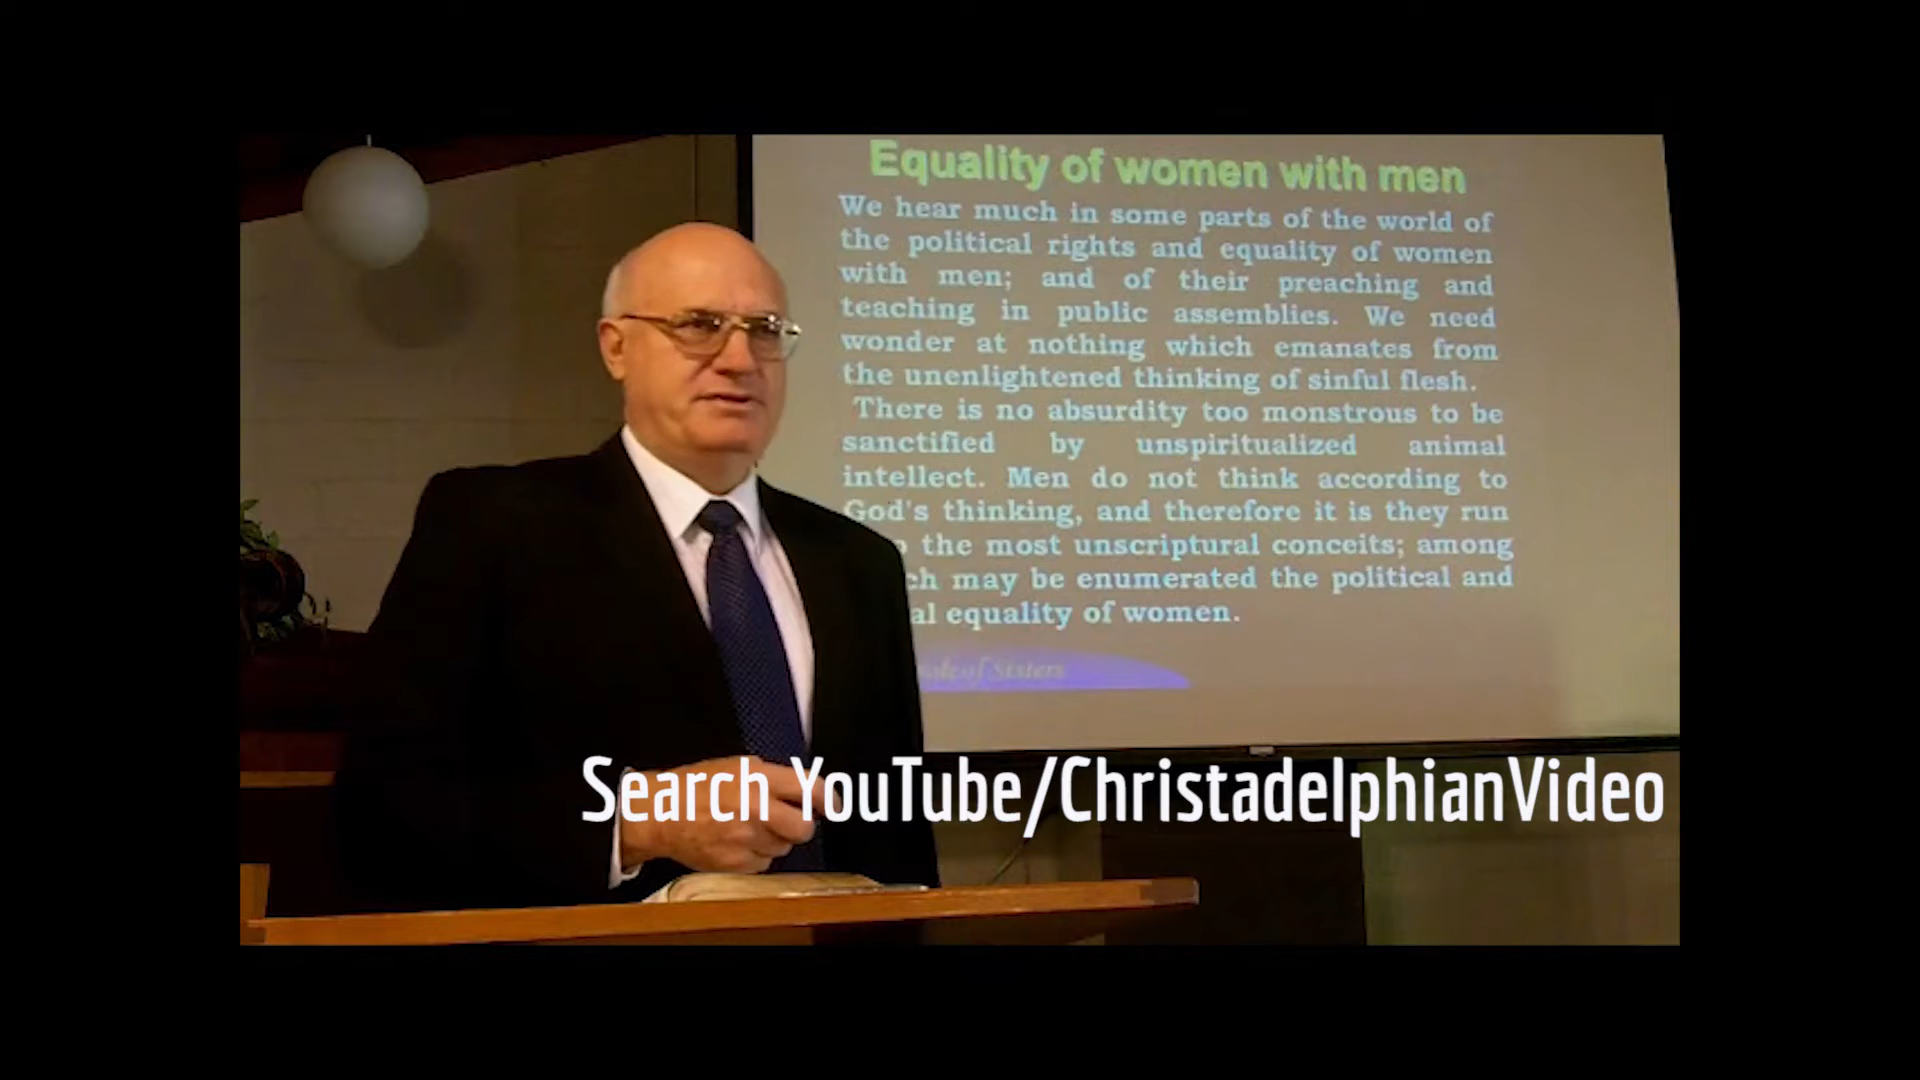 Equality of women with men
We hear much in some parts of the world of
the political rights and equality of women
with men; and of their preaching and
teaching in public assemblies. We need
wonder at nothing which emanates from
the unenlightened thinking of sinful flesh.
There is no absurdity too monstrous to be
sanctified by unspiritualized animal
intellect. Men do not think according to
God's thinking, and therefore it is they run
the most unscriptural conceits; among
may be enumerated the political and
equality of women.
of Sisters
Search YouTube/ChristadelphianVideo